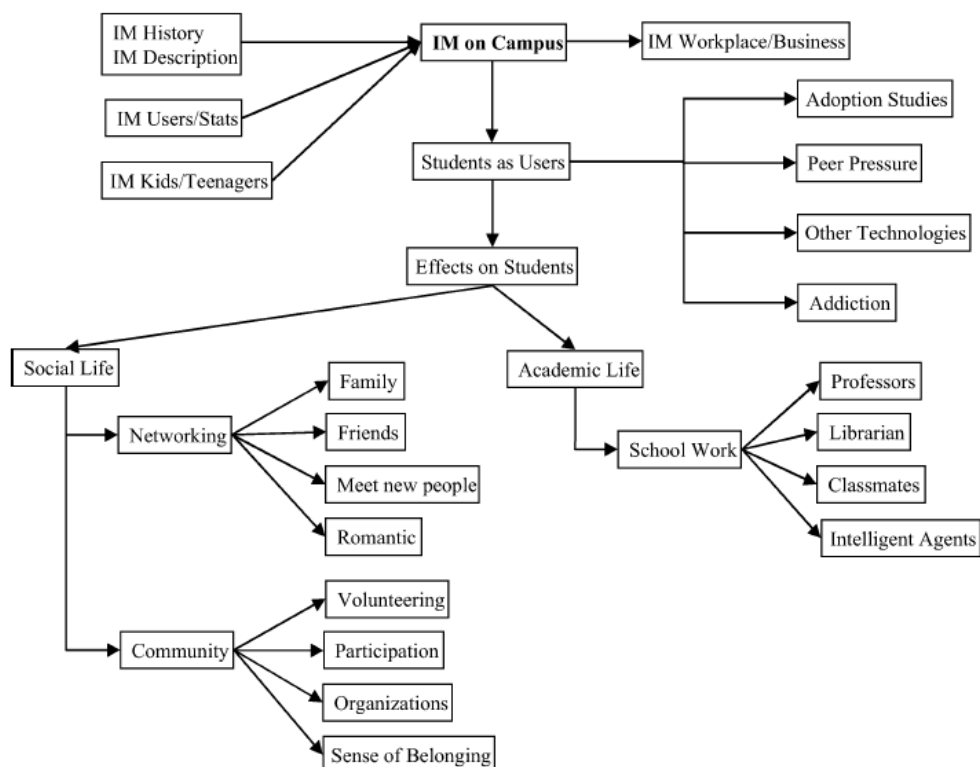 IM History
IM Description
IM on Campus
IM Workplace/Business
IM Users/Stats
IM Kids/Teenagers
Students as Users
Adoption Studies
Peer Pressure
Other Technologies
Addiction
Effects on Students
Social Life
Academic Life
Networking
Family
Friends
Meet new people
Romantic
School Work
Professors
Librarian
Classmates
Intelligent Agents
Community
Volunteering
Participation
Organizations
Sense of Belonging